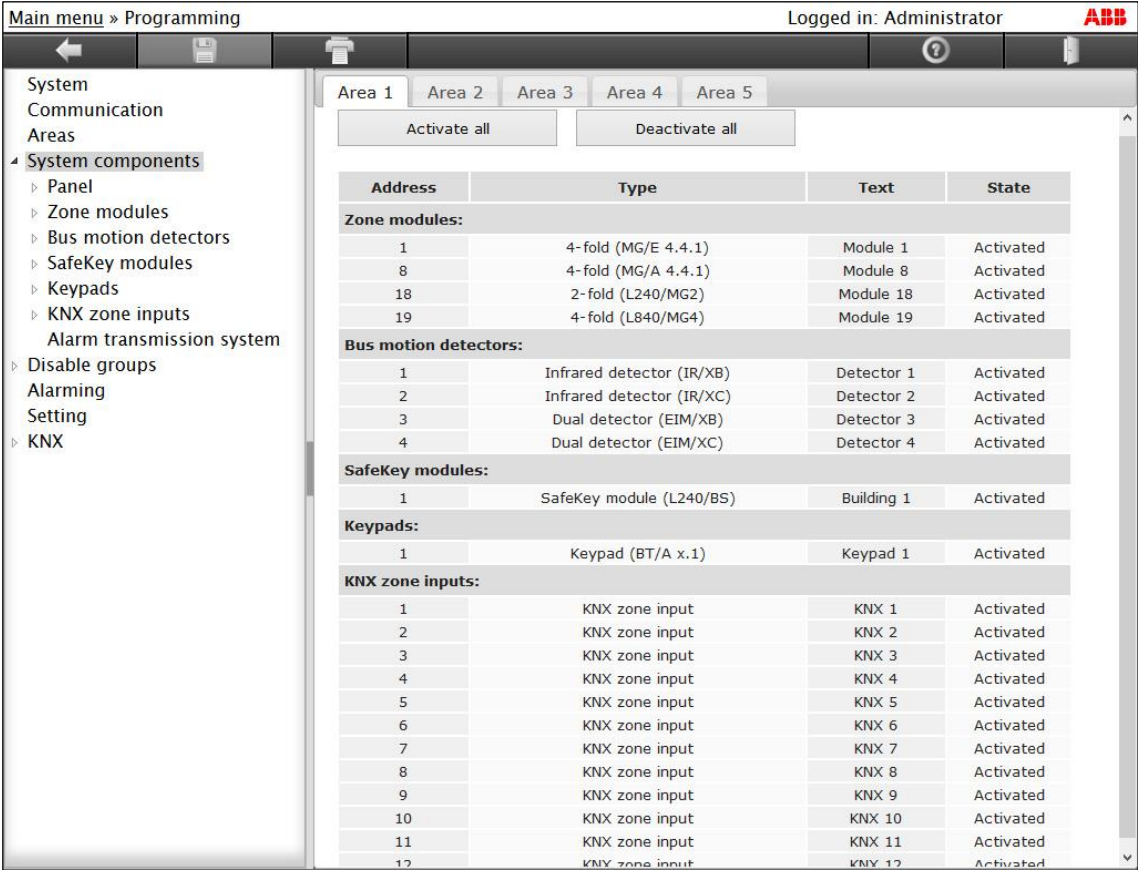 Main menu » Programming Logged in: Administrator ABB
System
Communication
Areas
System components
Panel
Zone modules
Bus motion detectors
SafeKey modules
Keypads
KNX zone inputs
Alarm transmission system
Disable groups
Alarming
Setting
KNX
Area 1 Area 2 Area 3 Area 4 Area 5
Activate all Deactivate all
Address Type Text State
Zone modules:
1 4-fold (MG/E 4.4.1) Module 1 Activated
8 4-fold (MG/A 4.4.1) Module 8 Activated
18 2-fold (L240/MG2) Module 18 Activated
19 4-fold (L840/MG4) Module 19 Activated
Bus motion detectors:
1 Infrared detector (IR/XB) Detector 1 Activated
2 Infrared detector (IR/XC) Detector 2 Activated
3 Dual detector (EIM/XB) Detector 3 Activated
4 Dual detector (EIM/XC) Detector 4 Activated
SafeKey modules:
1 SafeKey module (L240/BS) Building 1 Activated
Keypads:
1 Keypad (BT/A x.1) Keypad 1 Activated
KNX zone inputs:
1 KNX zone input KNX 1 Activated
2 KNX zone input KNX 2 Activated
3 KNX zone input KNX 3 Activated
4 KNX zone input KNX 4 Activated
5 KNX zone input KNX 5 Activated
6 KNX zone input KNX 6 Activated
7 KNX zone input KNX 7 Activated
8 KNX zone input KNX 8 Activated
9 KNX zone input KNX 9 Activated
10 KNX zone input KNX 10 Activated
11 KNX zone input KNX 11 Activated
12 KNX zone input KNX 12 Activated